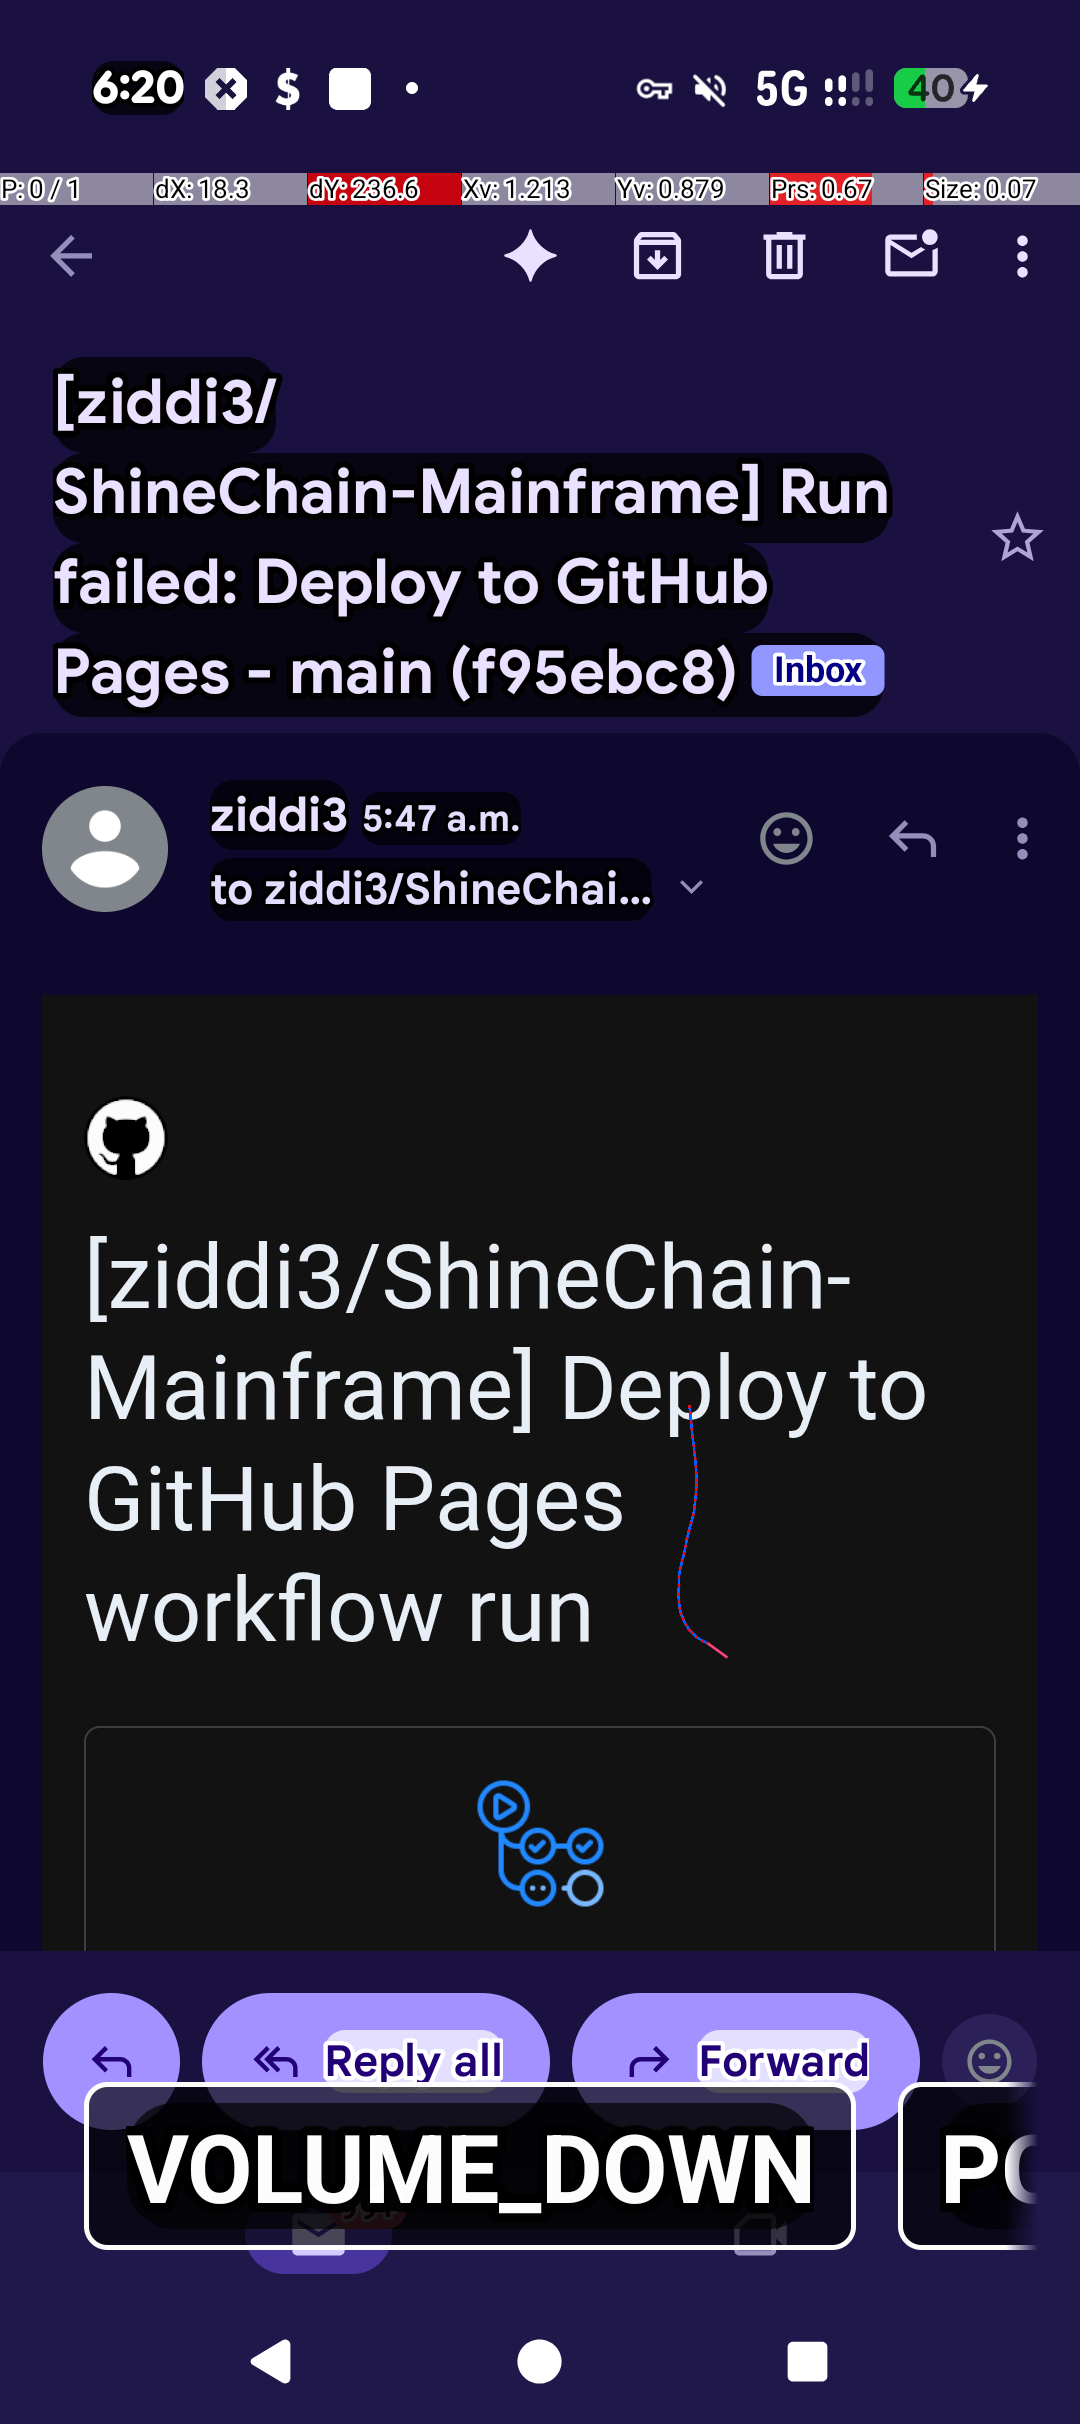 6:20
$
5G
40
P: 0 / 1
dX: 18.3
dY: 236.6
Xv: 1.213
Yv: 0.879
Prs: 0.67
Size: 0.07
[ziddi3/
ShineChain-Mainframe] Run
failed: Deploy to GitHub
Pages - main (f95ebc8) Inbox
ziddi3 5:47 a.m.
to ziddi3/ShineChai...
[ziddi3/ShineChain-
Mainframe] Deploy to
GitHub Pages
workflow run
Reply all
Forward
VOLUME_DOWN